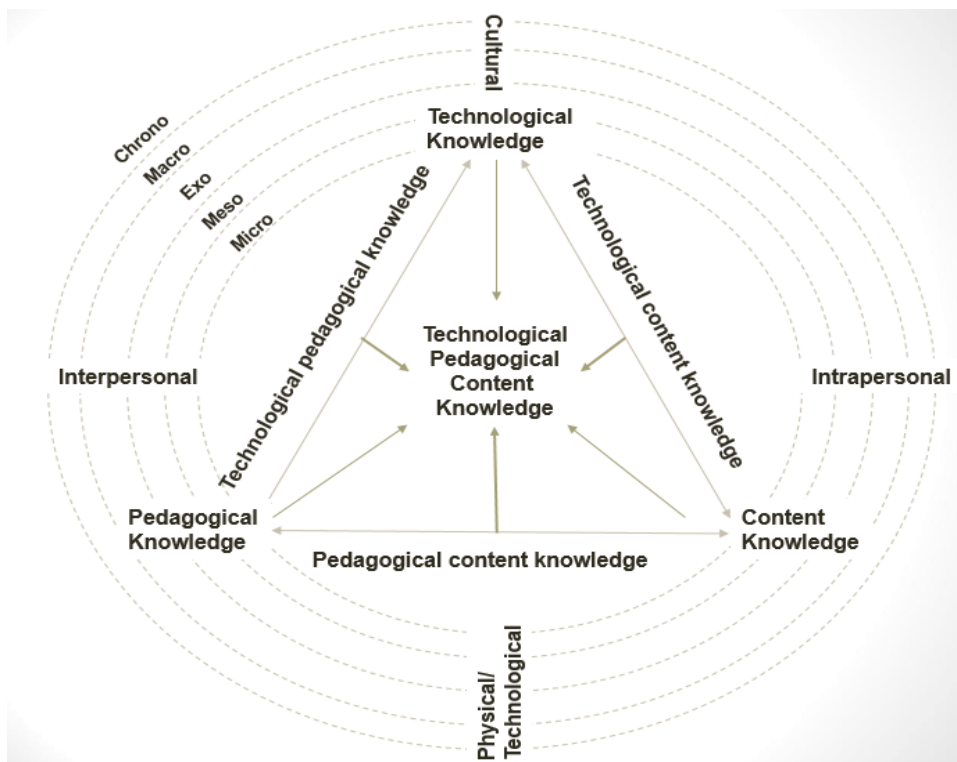 Cultural
Technological
Knowledge
Chrono
Macro
Exo
Meso
Micro
Technological pedagogical knowledge
Technological content knowledge
Technological
Pedagogical
Content
Knowledge
Interpersonal
Intrapersonal
Pedagogical
Knowledge
Content
Knowledge
Pedagogical content knowledge
Physical/
Technological